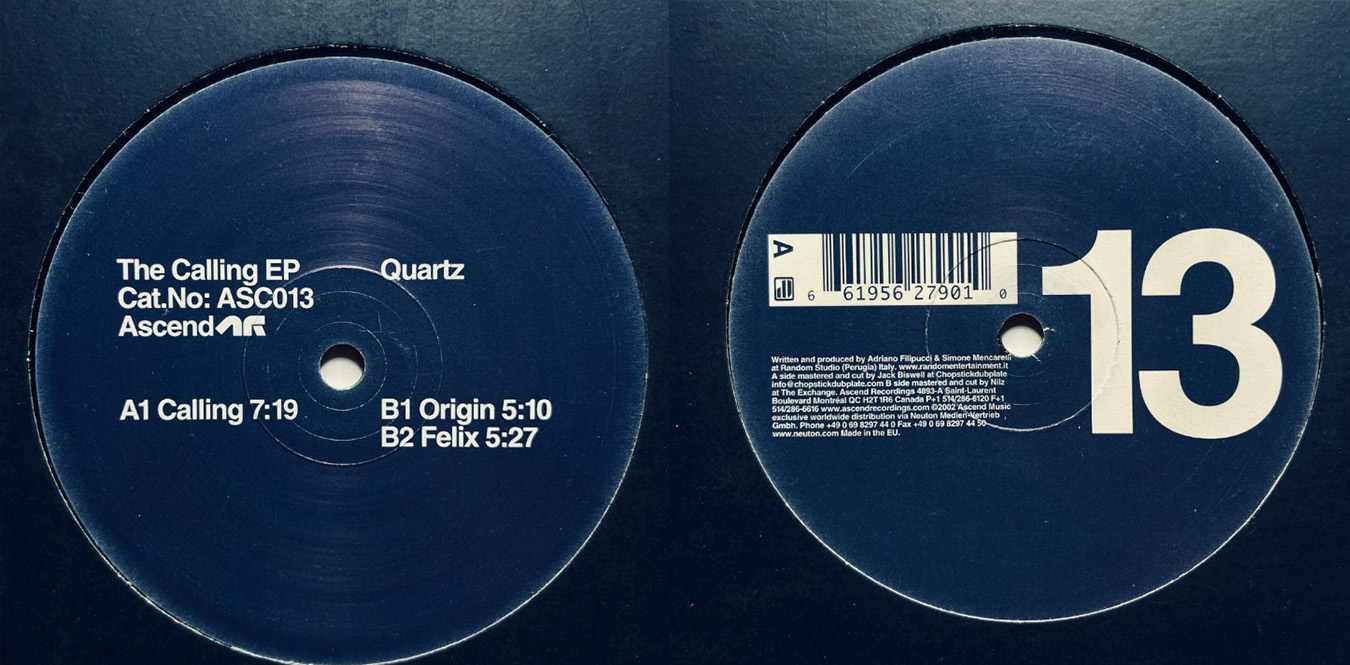 The Calling EP
Cat.No: ASC013
Ascend
Quartz
A1 Calling 7:19
B1 Origin 5:10
B2 Felix 5:27
A
6 61956 27901 0
13
Written and produced by Adriano Filipucci & Simone Mencarelli
at Random Studio (Perugia) Italy. www.randomentertainment.it
A side mastered and cut by Jack Biswell at Chopstickdubplate
info@chopstickdubplate.com B side mastered and cut by Nilz
at The Exchange. Ascend Recordings 4893-A Saint-Laurent
Boulevard Montréal QC H2T 1R6 Canada P+1 514/286-6120 F+1
514/286-6616 www.ascendrecordings.com ©2002 Ascend Music
exclusive worldwide distribution via Neuton Medien-Vertrieb
Gmbh. Phone +49 0 69 8297 44 0 Fax +49 0 69 8297 44 50
www.neuton.com Made in the EU.